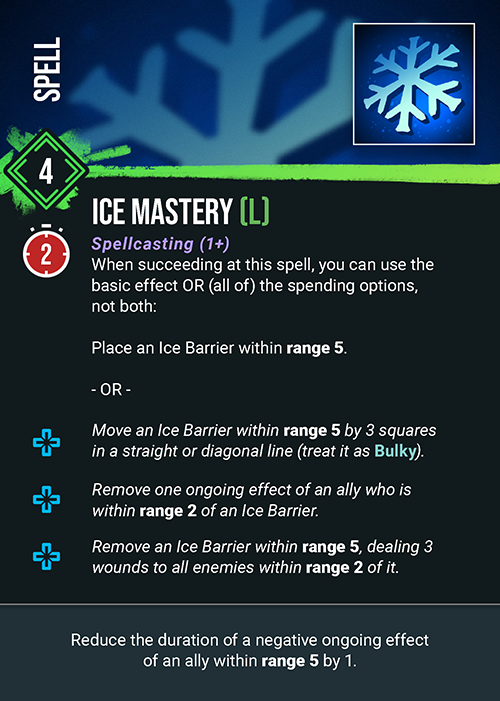 SPELL
4
ICE MASTERY (L)
2
Spellcasting (1+)
When succeeding at this spell, you can use the
basic effect OR (all of) the spending options,
not both:
Place an Ice Barrier within range 5.
- OR -
Move an Ice Barrier within range 5 by 3 squares
in a straight or diagonal line (treat it as Bulky).
Remove one ongoing effect of an ally who is
within range 2 of an Ice Barrier.
Remove an Ice Barrier within range 5, dealing 3
wounds to all enemies within range 2 of it.
Reduce the duration of a negative ongoing effect
of an ally within range 5 by 1.